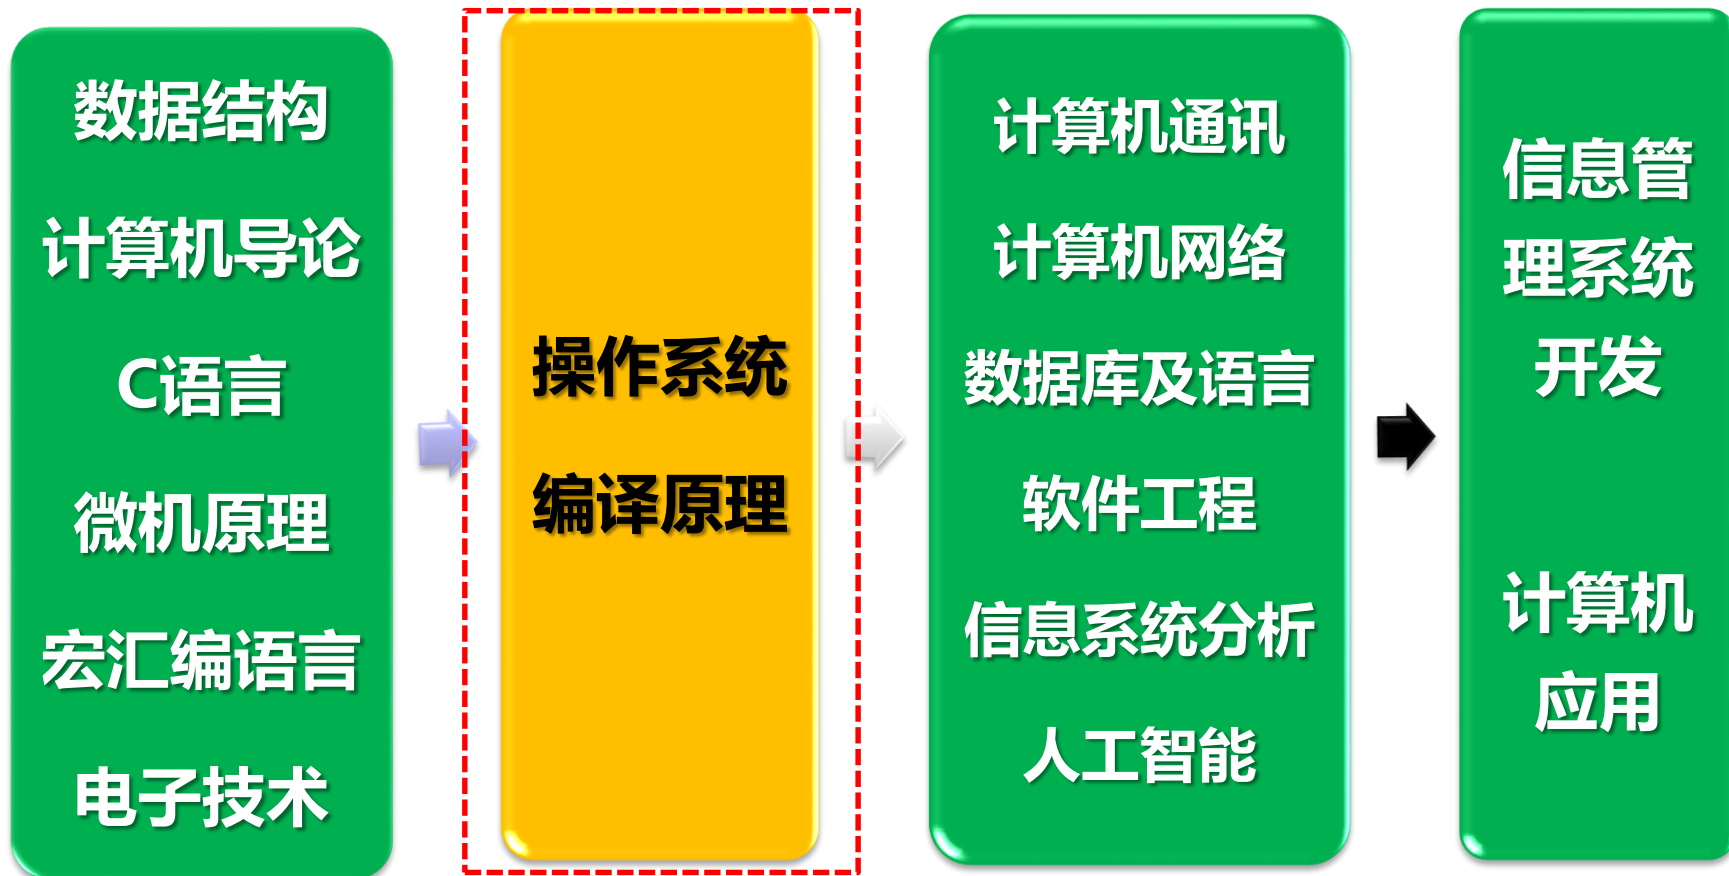 数据结构
计算机导论
C语言
微机原理
宏汇编语言
电子技术
操作系统
编译原理
计算机通讯
计算机网络
数据库及语言
软件工程
信息系统分析
人工智能
信息管
理系统
开发
计算机
应用